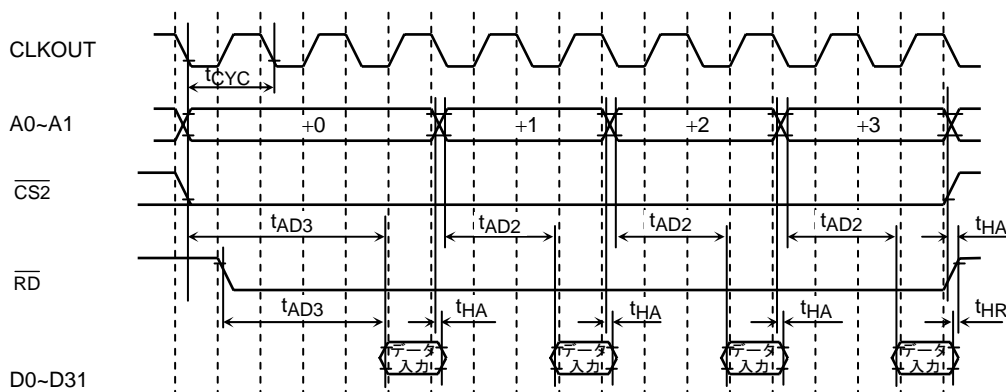 CLKOUT
tCYC
A0~A1
+0
+1
+2
+3
CS2
tAD3
tAD2
tAD2
tAD2
tHA
RD
tAD3
tHA
tHA
tHA
tHR
データ
入力
データ
入力
データ
入力
データ
入力
D0~D31